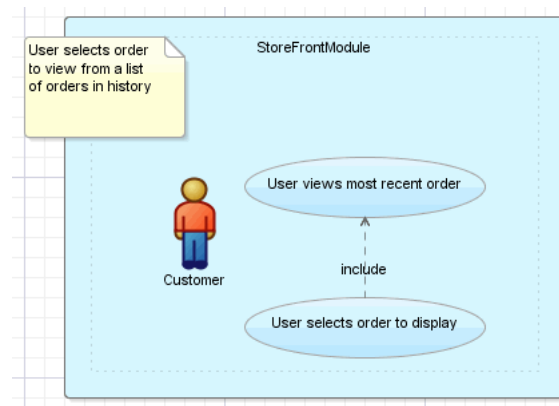 User selects order
to view from a list
of orders in history
StoreFrontModule
User views most recent order
Customer
include
User selects order to display